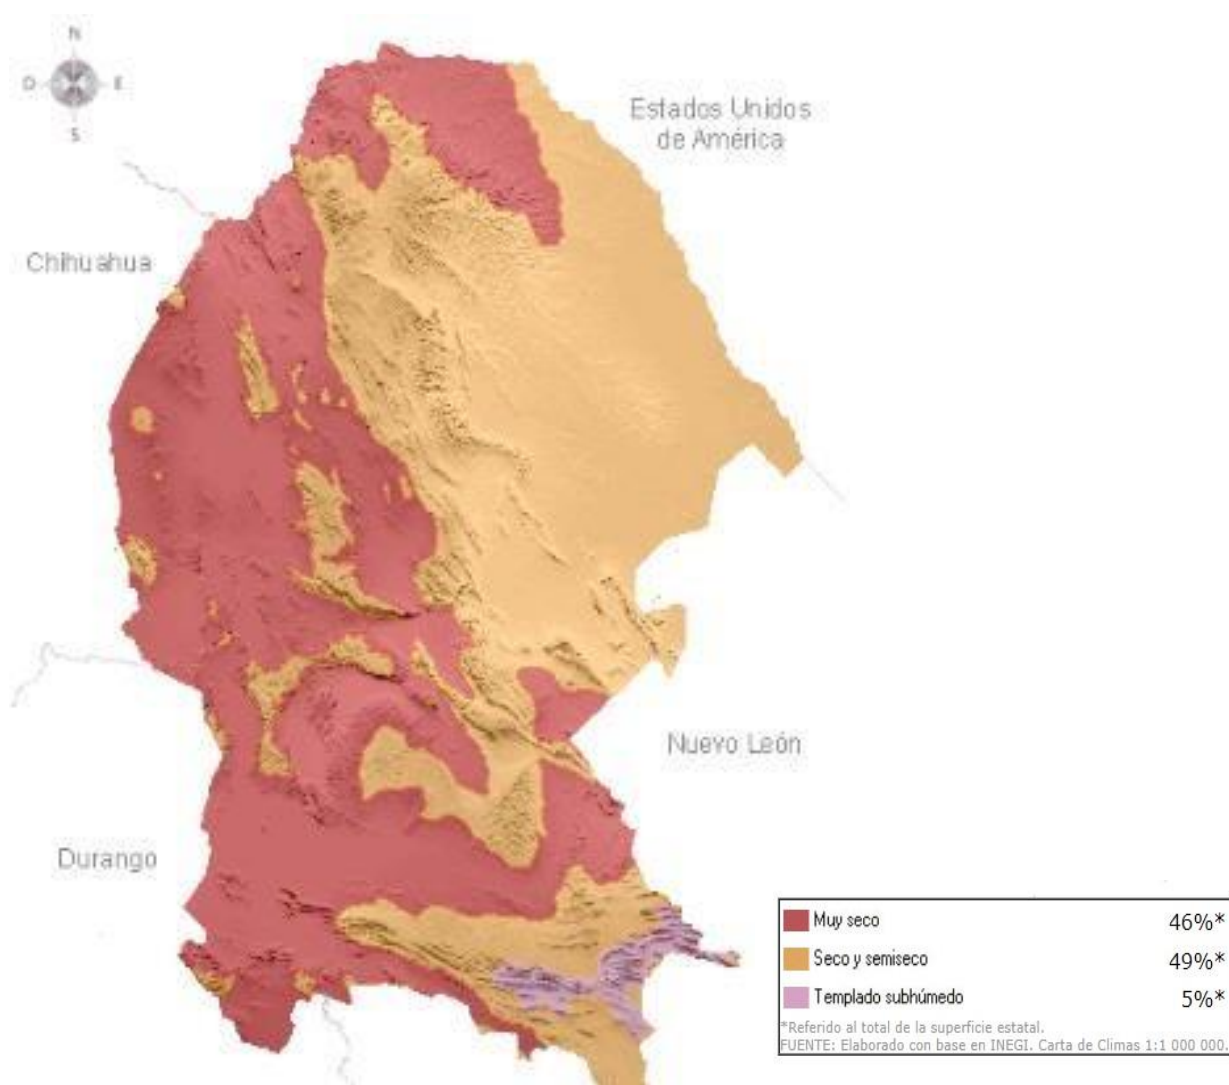 N
O E
S
Estados Unidos
de América
Chihuahua
Nuevo León
Durango
Muy seco 46%*
Seco y semiseco 49%*
Templado subhúmedo 5%*
*Referido al total de la superficie estatal.
FUENTE: Elaborado con base en INEGI. Carta de Climas 1:1 000 000.